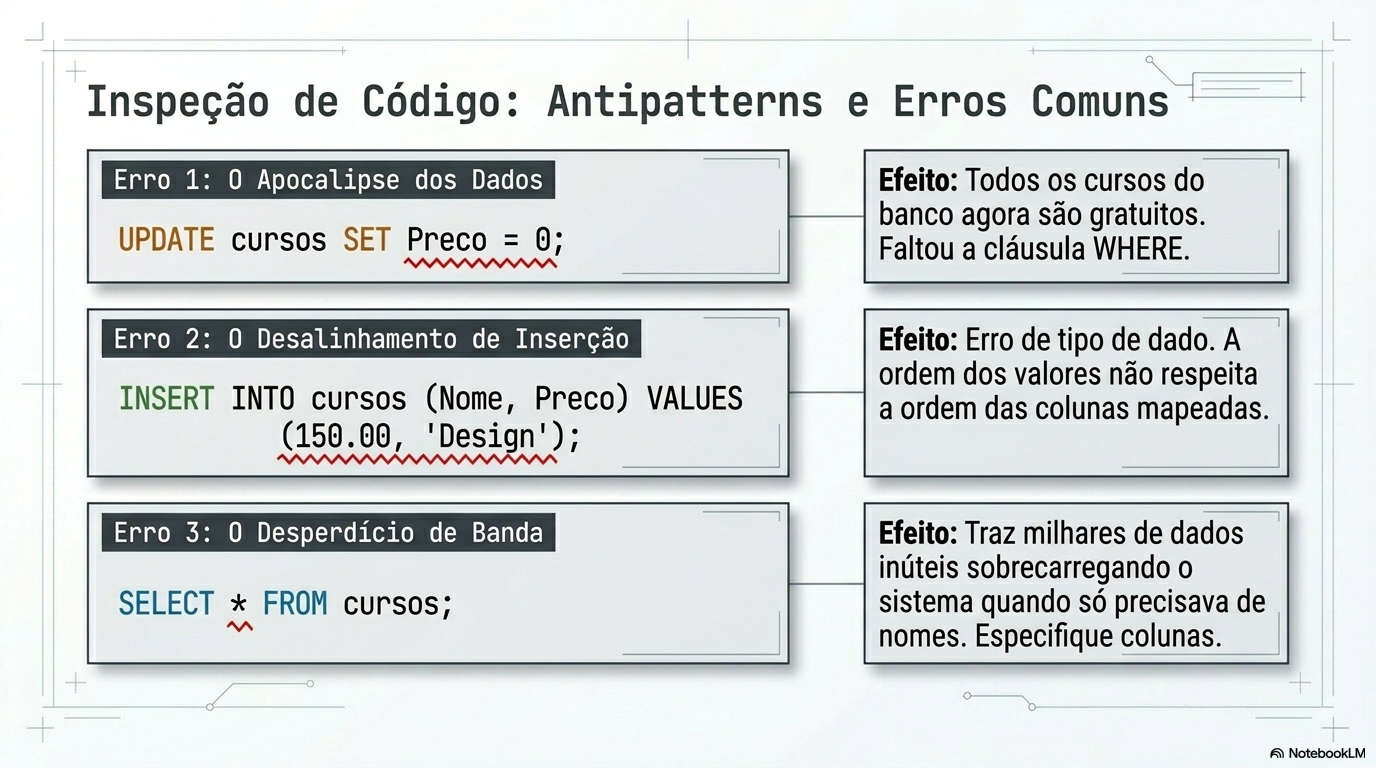 Inspeção de Código: Antipatterns e Erros Comuns
Erro 1: O Apocalipse dos Dados
UPDATE cursos SET Preco = 0;
Efeito: Todos os cursos do
banco agora são gratuitos.
Faltou a cláusula WHERE.
Erro 2: O Desalinhamento de Inserção
INSERT INTO cursos (Nome, Preco) VALUES
(150.00, 'Design');
Efeito: Erro de tipo de dado. A
ordem dos valores não respeita
a ordem das colunas mapeadas.
Erro 3: O Desperdício de Banda
SELECT * FROM cursos;
Efeito: Traz milhares de dados
inúteis sobrecarregando o
sistema quando só precisava de
nomes. Especifique colunas.
NotebookLM